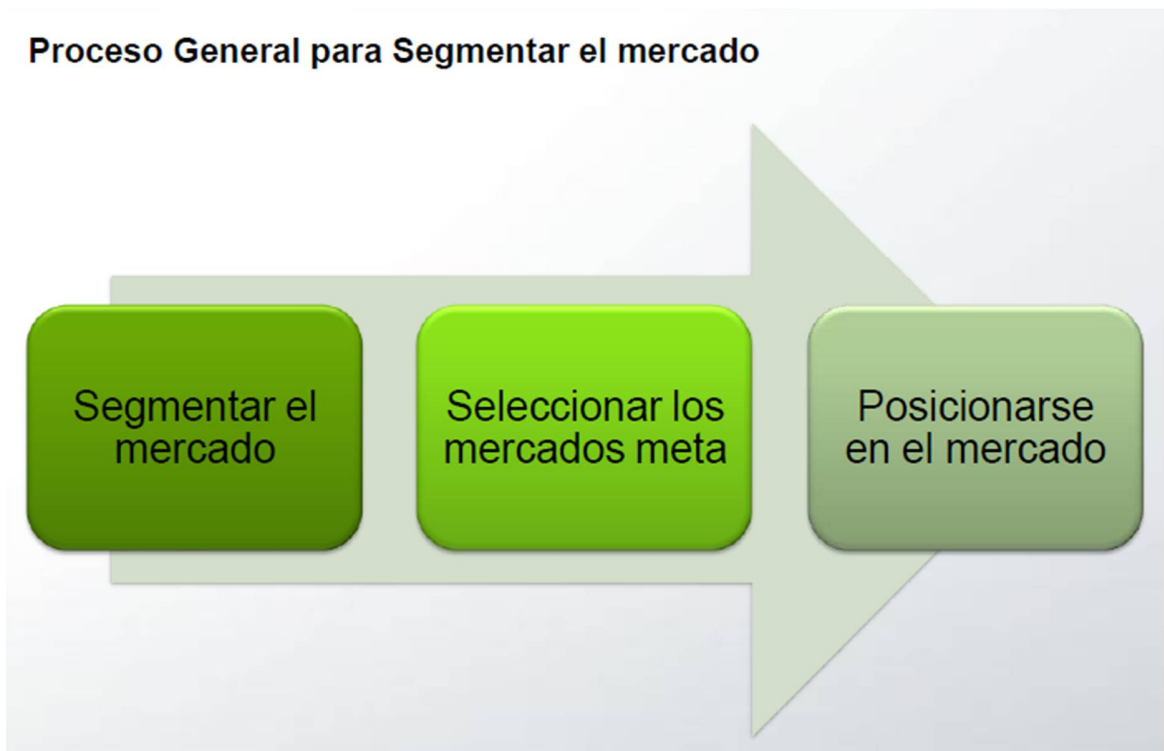 Proceso General para Segmentar el mercado
Segmentar el
mercado
Seleccionar los
mercados meta
Posicionarse
en el mercado